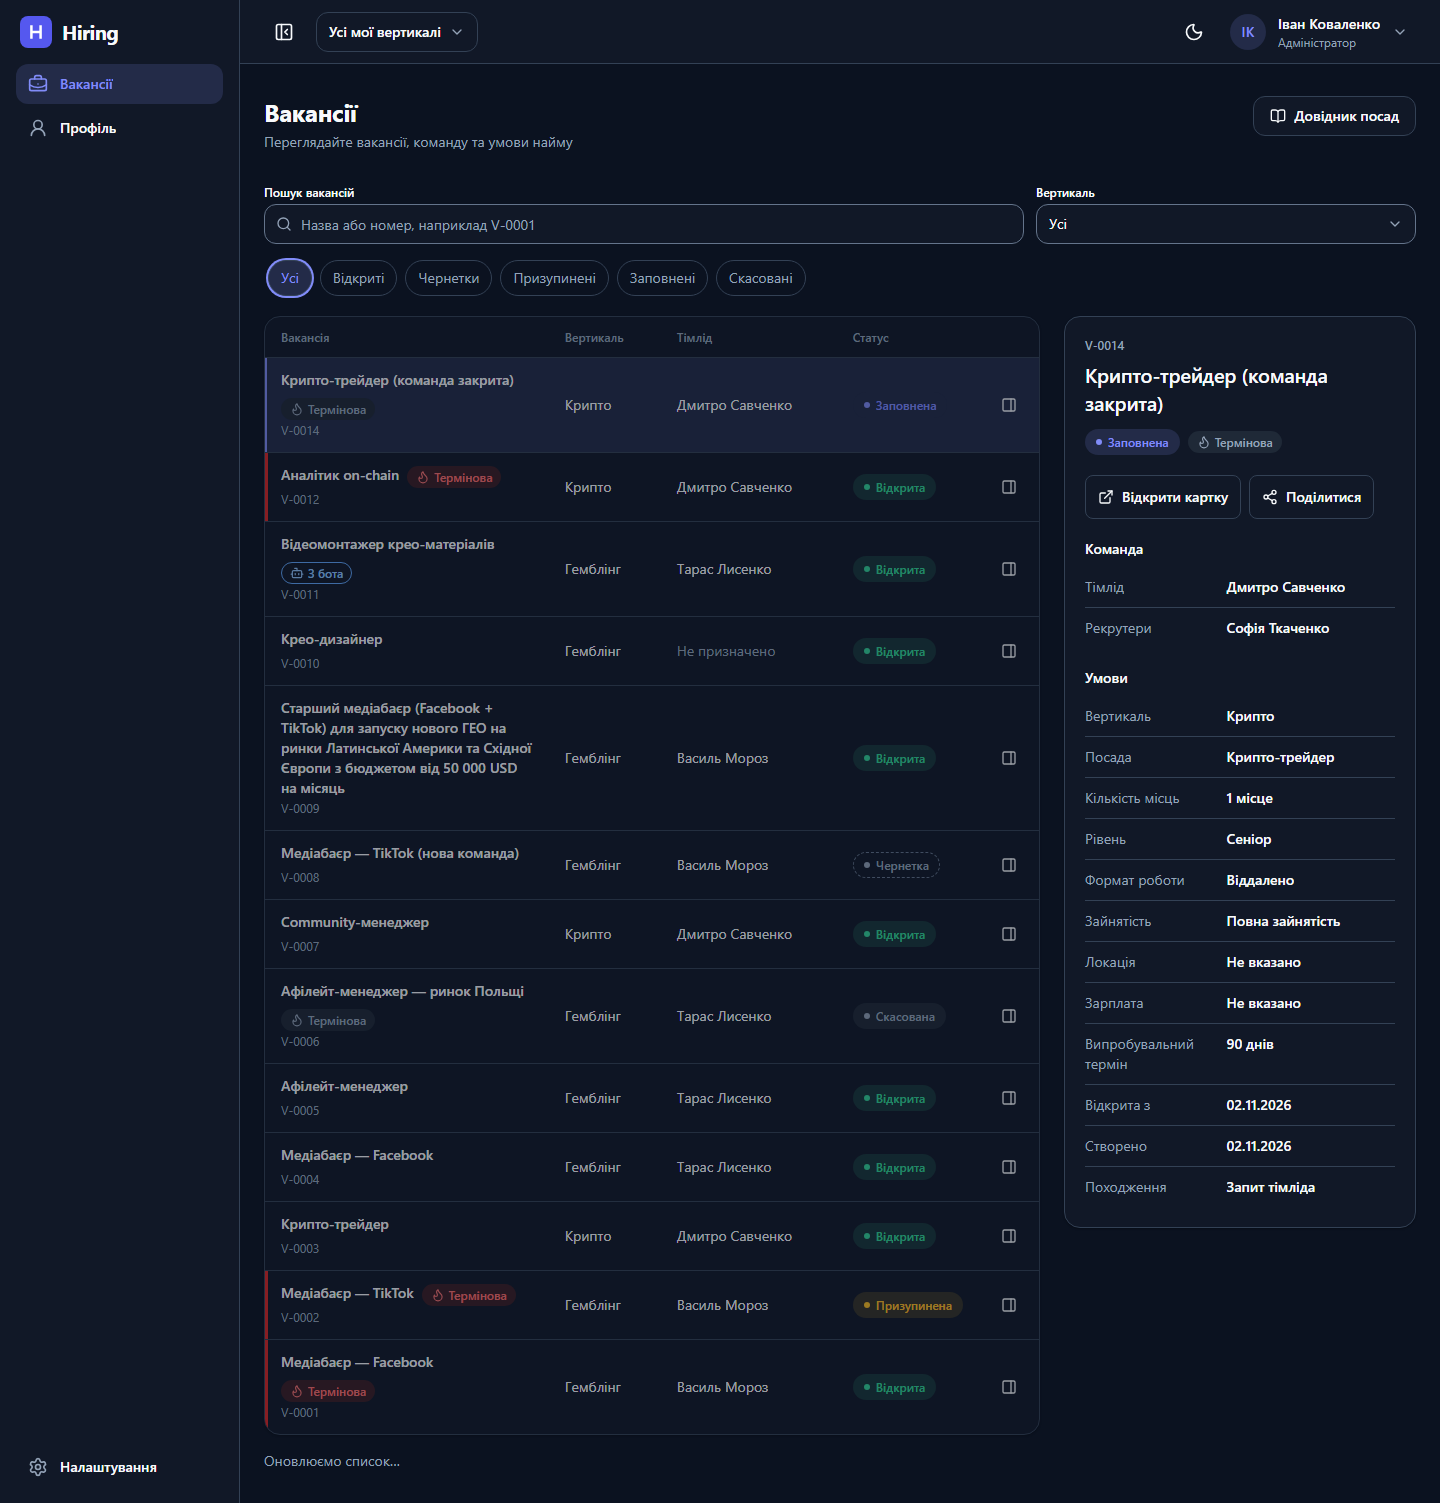 H Hiring
Вакансії
Профіль
Налаштування
Усі мої вертикалі
ІК
Іван Коваленко
Адміністратор
Вакансії
Переглядайте вакансії, команду та умови найму
Довідник посад
Пошук вакансій
Назва або номер, наприклад V-0001
Вертикаль
Усі
Усі Відкриті Чернетки Призупинені Заповнені Скасовані
Вакансія Вертикаль Тімлід Статус
Крипто-трейдер (команда закрита)
Термінова
V-0014
Крипто Дмитро Савченко Заповнена
Аналітик on-chain Термінова
V-0012
Крипто Дмитро Савченко Відкрита
Відеомонтажер крео-матеріалів
З бота
V-0011
Гемблінг Тарас Лисенко Відкрита
Крео-дизайнер
V-0010
Гемблінг Не призначено Відкрита
Старший медіабаєр (Facebook +
TikTok) для запуску нового ГЕО на
ринки Латинської Америки та Східної
Європи з бюджетом від 50 000 USD
на місяць
V-0009
Гемблінг Василь Мороз Відкрита
Медіабаєр — TikTok (нова команда)
V-0008
Гемблінг Василь Мороз Чернетка
Community-менеджер
V-0007
Крипто Дмитро Савченко Відкрита
Афілейт-менеджер — ринок Польщі
Термінова
V-0006
Гемблінг Тарас Лисенко Скасована
Афілейт-менеджер
V-0005
Гемблінг Тарас Лисенко Відкрита
Медіабаєр — Facebook
V-0004
Гемблінг Тарас Лисенко Відкрита
Крипто-трейдер
V-0003
Крипто Дмитро Савченко Відкрита
Медіабаєр — TikTok Термінова
V-0002
Гемблінг Василь Мороз Призупинена
Медіабаєр — Facebook
Термінова
V-0001
Гемблінг Василь Мороз Відкрита
Оновлюємо список...
V-0014
Крипто-трейдер (команда
закрита)
Заповнена Термінова
Відкрити картку Поділитися
Команда
Тімлід Дмитро Савченко
Рекрутери Софія Ткаченко
Умови
Вертикаль Крипто
Посада Крипто-трейдер
Кількість місць 1 місце
Рівень Сеніор
Формат роботи Віддалено
Зайнятість Повна зайнятість
Локація Не вказано
Зарплата Не вказано
Випробувальний
термін
90 днів
Відкрита з 02.11.2026
Створено 02.11.2026
Походження Запит тімліда